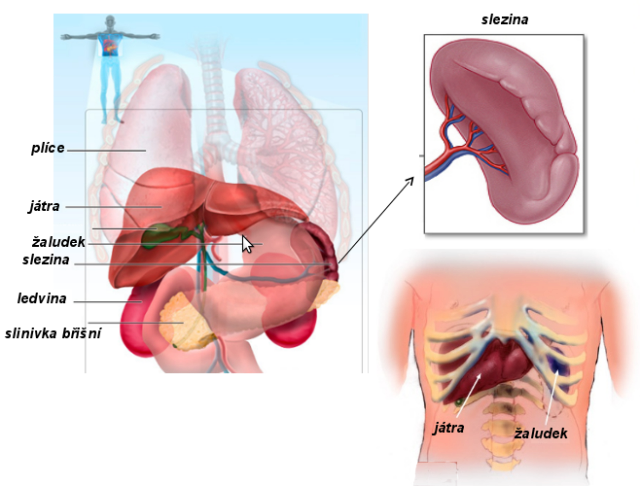 slezina
plíce
játra
žaludek
slezina
ledvina
slinivka břišní
játra
žaludek